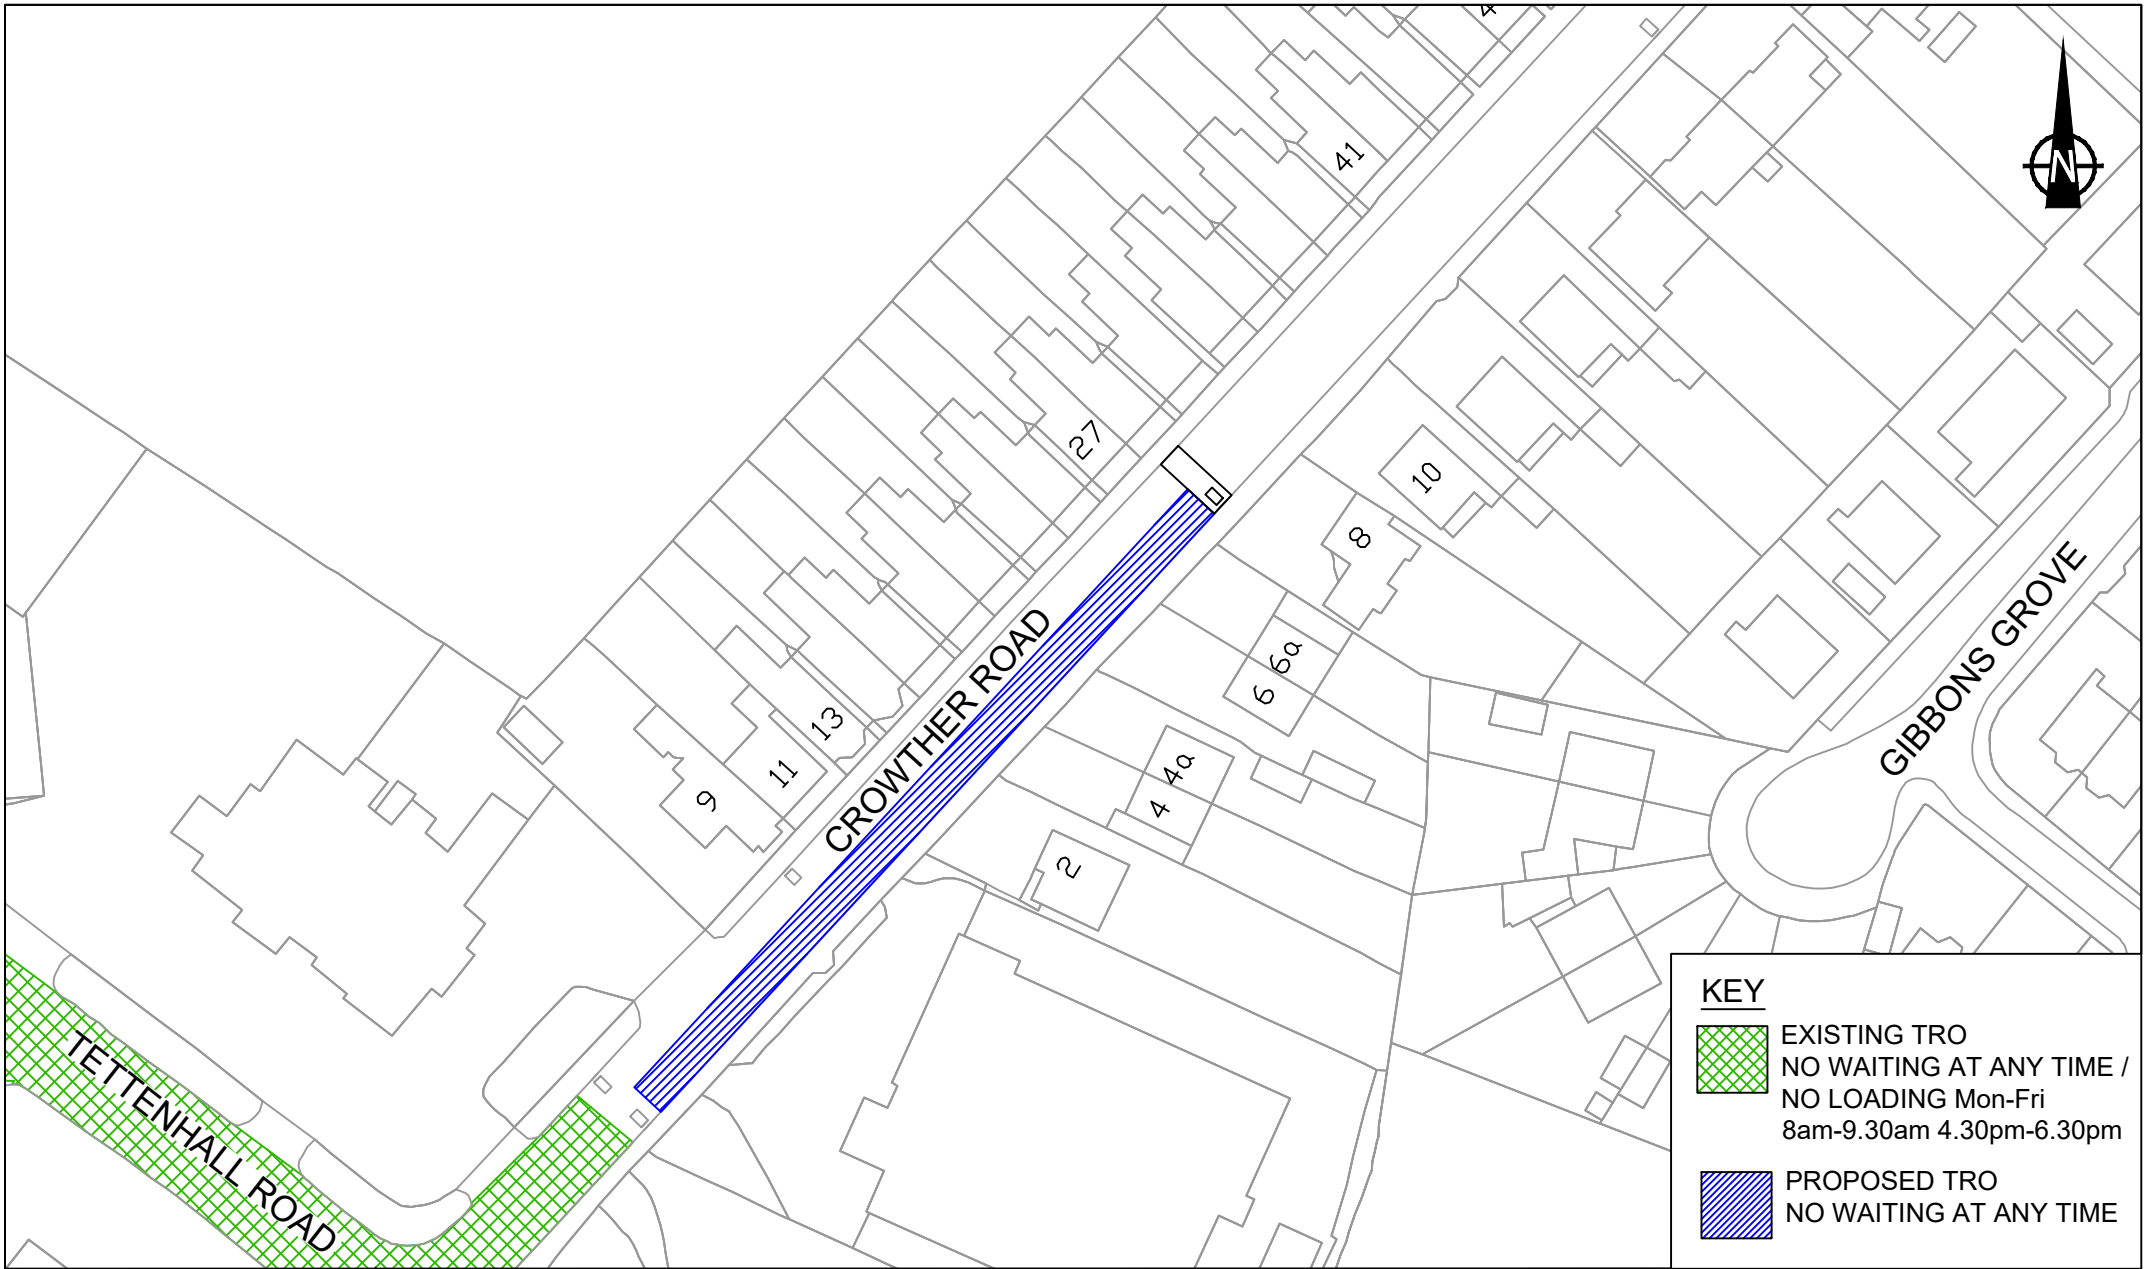 4
41
N
27
10
8
6a
6
13
11
9
4a
4
2
CROWTHER ROAD
GIBBONS GROVE
TETTENHALL ROAD
KEY
EXISTING TRO
NO WAITING AT ANY TIME /
NO LOADING Mon-Fri
8am-9.30am 4.30pm-6.30pm
PROPOSED TRO
NO WAITING AT ANY TIME